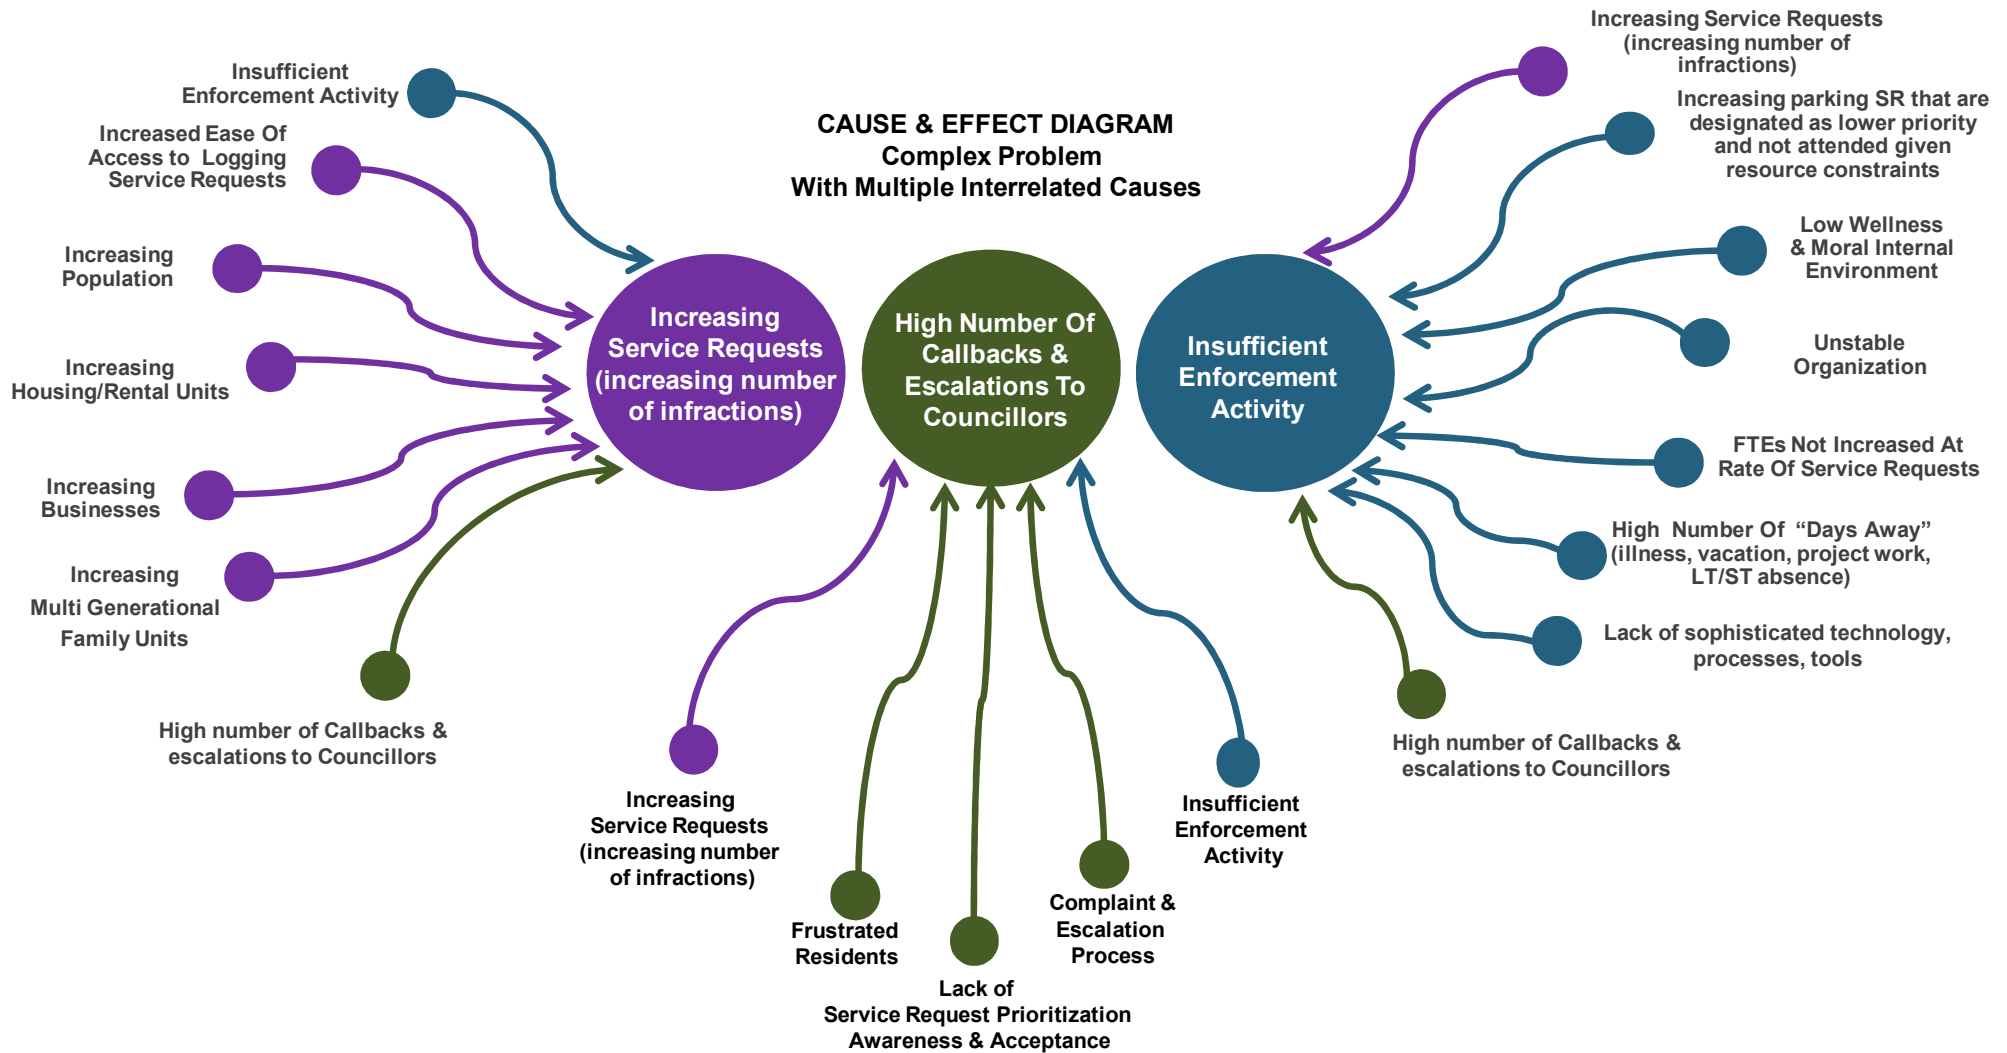 CAUSE & EFFECT DIAGRAM
Complex Problem
With Multiple Interrelated Causes
Insufficient
Enforcement Activity
Increased Ease Of
Access to Logging
Service Requests
Increasing
Population
Increasing
Housing/Rental Units
Increasing
Businesses
Increasing
Multi Generational
Family Units
High number of Callbacks &
escalations to Councillors
Increasing
Service Requests
(increasing number
of infractions)
High Number Of
Callbacks &
Escalations To
Councillors
Insufficient
Enforcement
Activity
Increasing
Service Requests
(increasing number
of infractions)
Frustrated
Residents
Lack of
Service Request Prioritization
Awareness & Acceptance
Complaint &
Escalation
Process
Insufficient
Enforcement
Activity
Increasing Service Requests
(increasing number of
infractions)
Increasing parking SR that are
designated as lower priority
and not attended given
resource constraints
Low Wellness
& Moral Internal
Environment
Unstable
Organization
FTEs Not Increased At
Rate Of Service Requests
High Number Of “Days Away”
(illness, vacation, project work,
LT/ST absence)
Lack of sophisticated technology,
processes, tools
High number of Callbacks &
escalations to Councillors